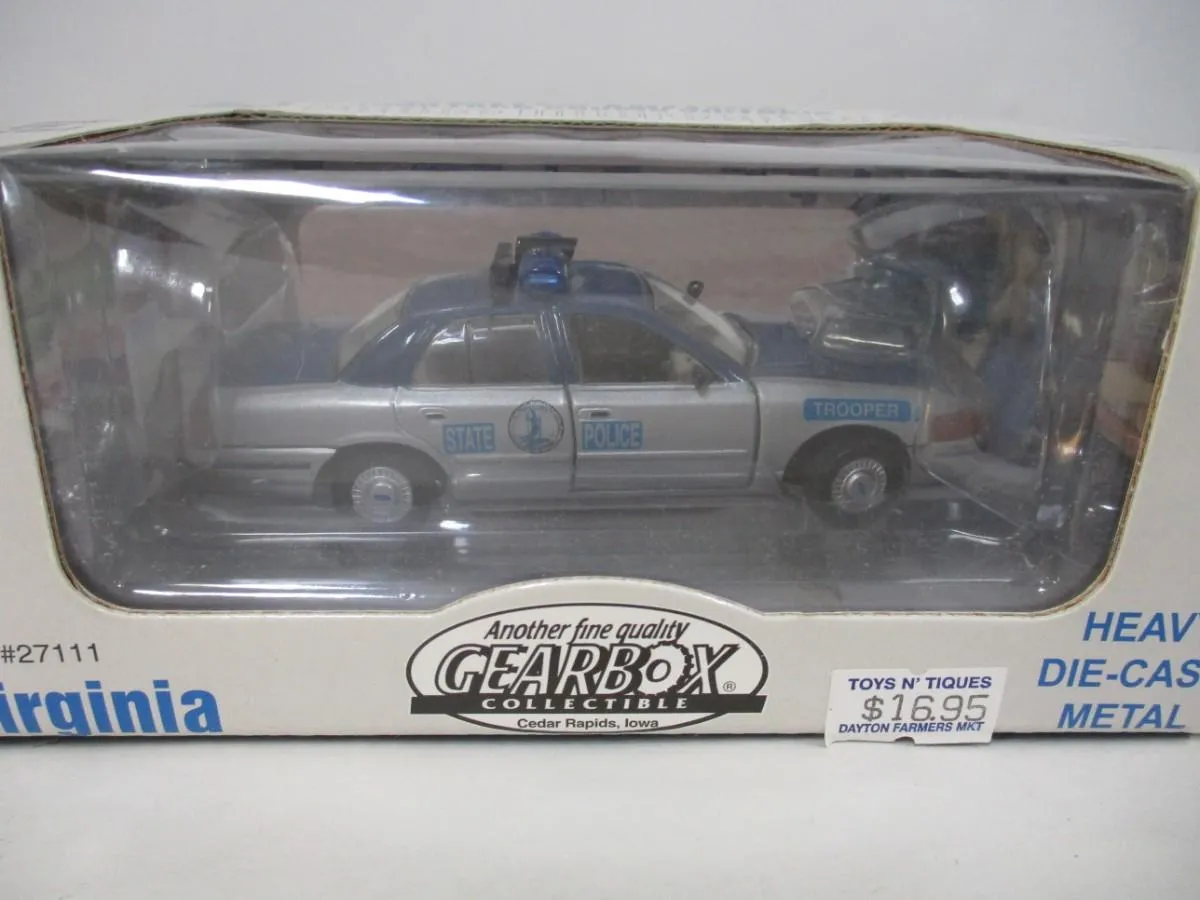 STATE
POLICE
TROOPER
#27111
irginia
Another fine quality
GEARBOX®
COLLECTIBLE
Cedar Rapids, Iowa
TOYS N' TIQUES
$16.95
DAYTON FARMERS MKT
HEAV
DIE-CAS
METAL